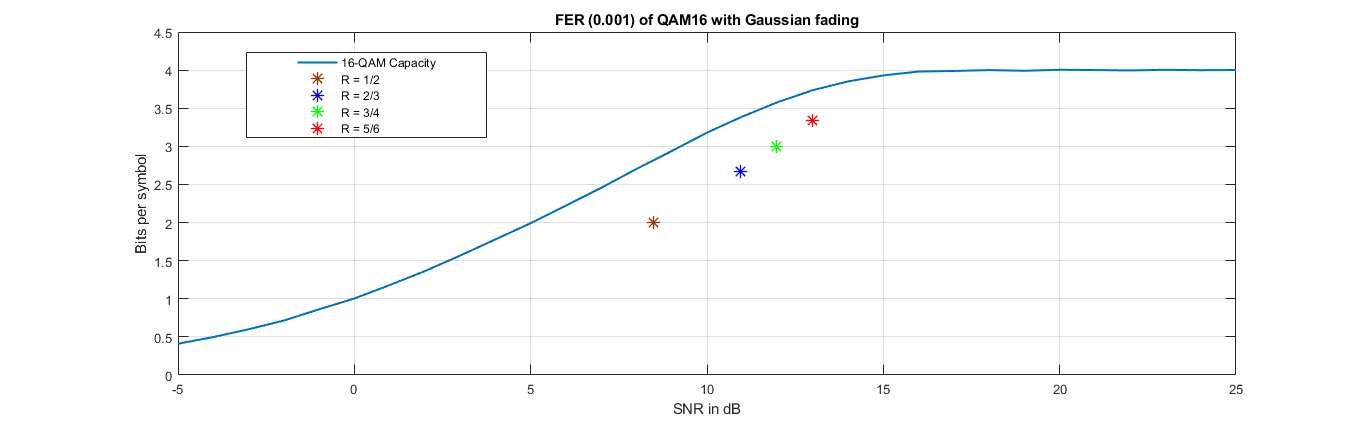 FER (0.001) of QAM16 with Gaussian fading
4.5
4
3.5
3
2.5
2
1.5
1
0.5
0
Bits per symbol
16-QAM Capacity
R = 1/2
R = 2/3
R = 3/4
R = 5/6
-5 0 5 10 15 20 25
SNR in dB